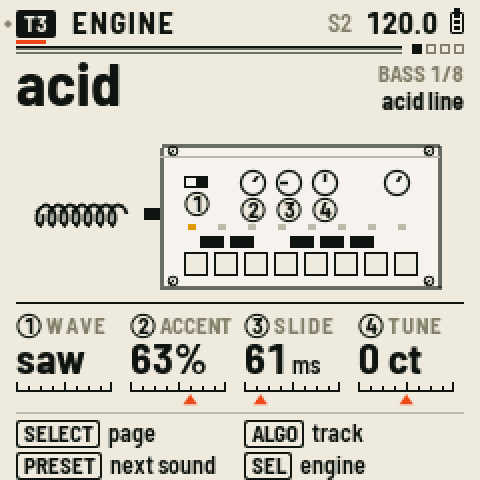 T3 ENGINE S2 120.0
acid BASS 1/8
acid line
1
2 3 4
1 WAVE 2 ACCENT 3 SLIDE 4 TUNE
saw 63% 61 ms 0 ct
SELECT page ALGO track
PRESET next sound SEL engine